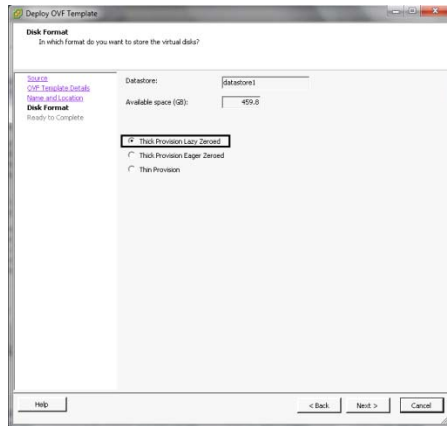 Deploy OVF Template
Disk Format
In which format do you want to store the virtual disks?
Source
OVF Template Details
Name and Location
Disk Format
Ready to Complete
Datastore:
datastore1
Available space (GB):
459.8
Thick Provision Lazy Zeroed
Thick Provision Eager Zeroed
Thin Provision
Help
< Back
Next >
Cancel